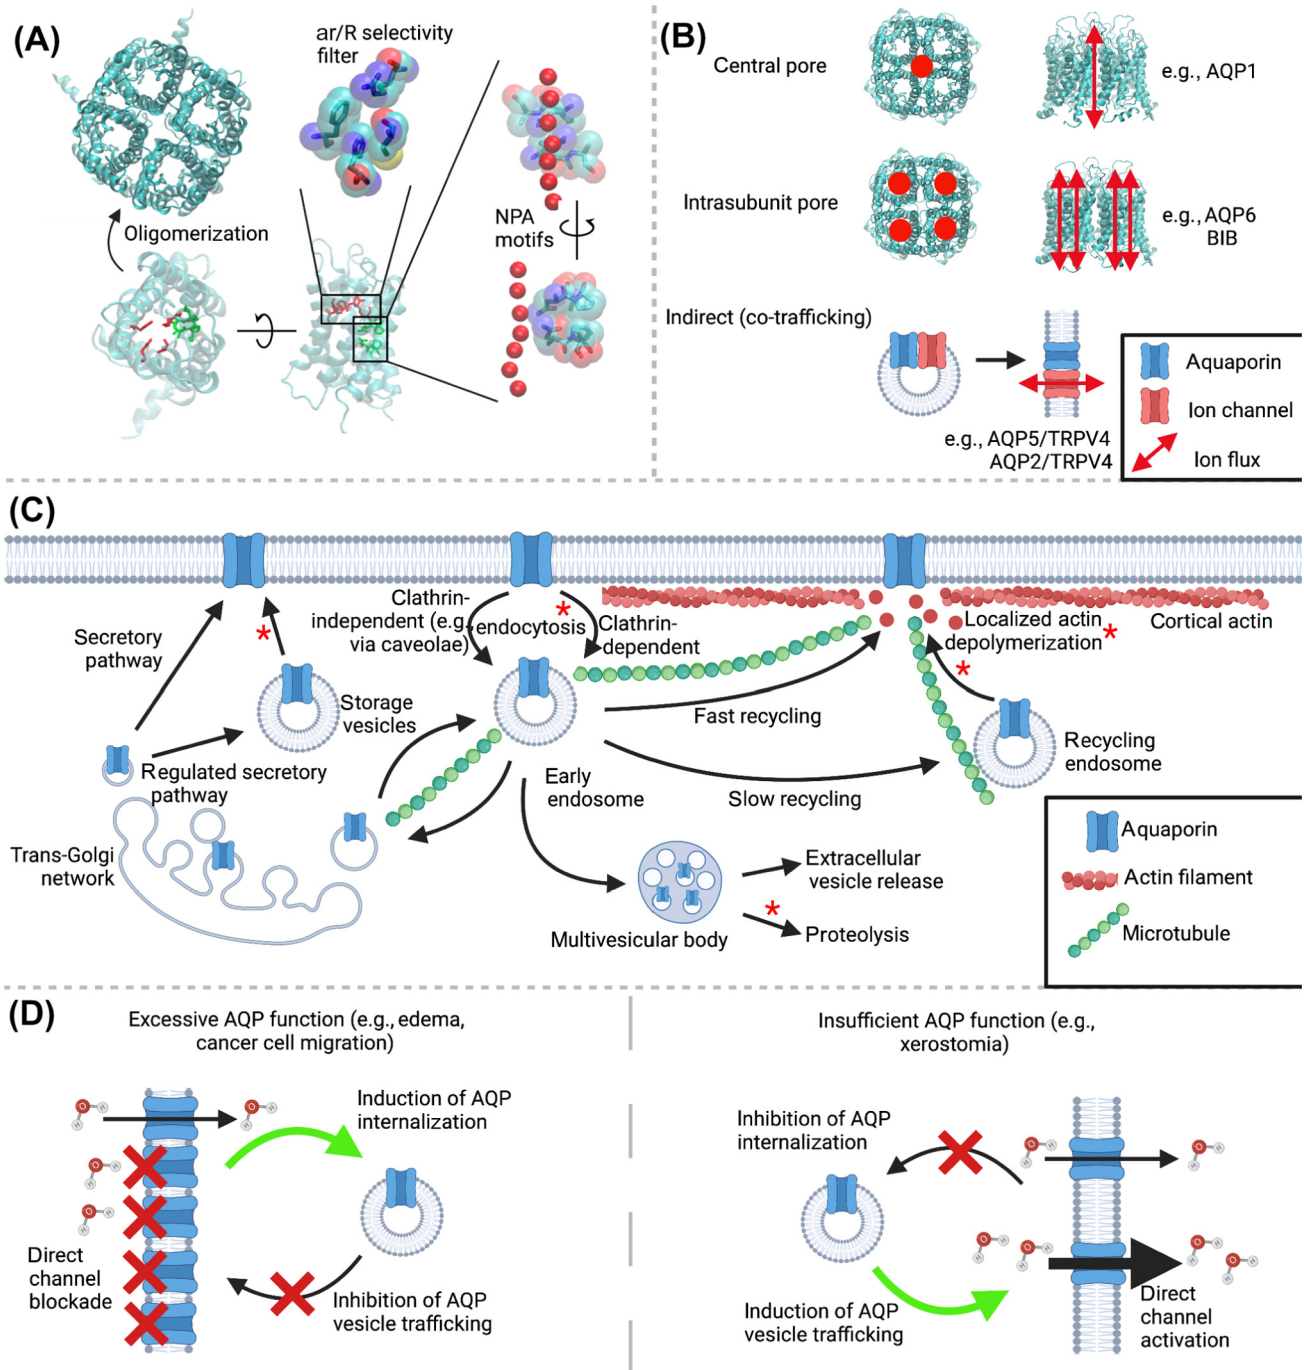 (A)
ar/R selectivity
filter
Oligomerization
NPA
motifs
(B)
Central pore
e.g., AQP1
Intrasubunit pore
e.g., AQP6
BIB
Indirect (co-trafficking)
e.g., AQP5/TRPV4
AQP2/TRPV4
Aquaporin
Ion channel
Ion flux
(C)
Secretory
pathway
*
Clathrin-
independent (e.g.,
via caveolae)
endocytosis
*
Clathrin-
dependent
Localized actin
depolymerization
*
Cortical actin
*
Storage
vesicles
Fast recycling
Regulated secretory
pathway
Early
endosome
Slow recycling
Recycling
endosome
Trans-Golgi
network
Multivesicular body
Extracellular
vesicle release
*
Proteolysis
Aquaporin
Actin filament
Microtubule
(D)
Excessive AQP function (e.g., edema,
cancer cell migration)
O H
H
O H
H
O H
H
O H
H
Induction of AQP
internalization
Direct
channel
blockade
Inhibition of AQP
vesicle trafficking
Insufficient AQP function (e.g.,
xerostomia)
Inhibition of AQP
internalization
O H
H
O H
H
O H
H
O H
H
O H
H
O H
H
Induction of AQP
vesicle trafficking
Direct
channel
activation